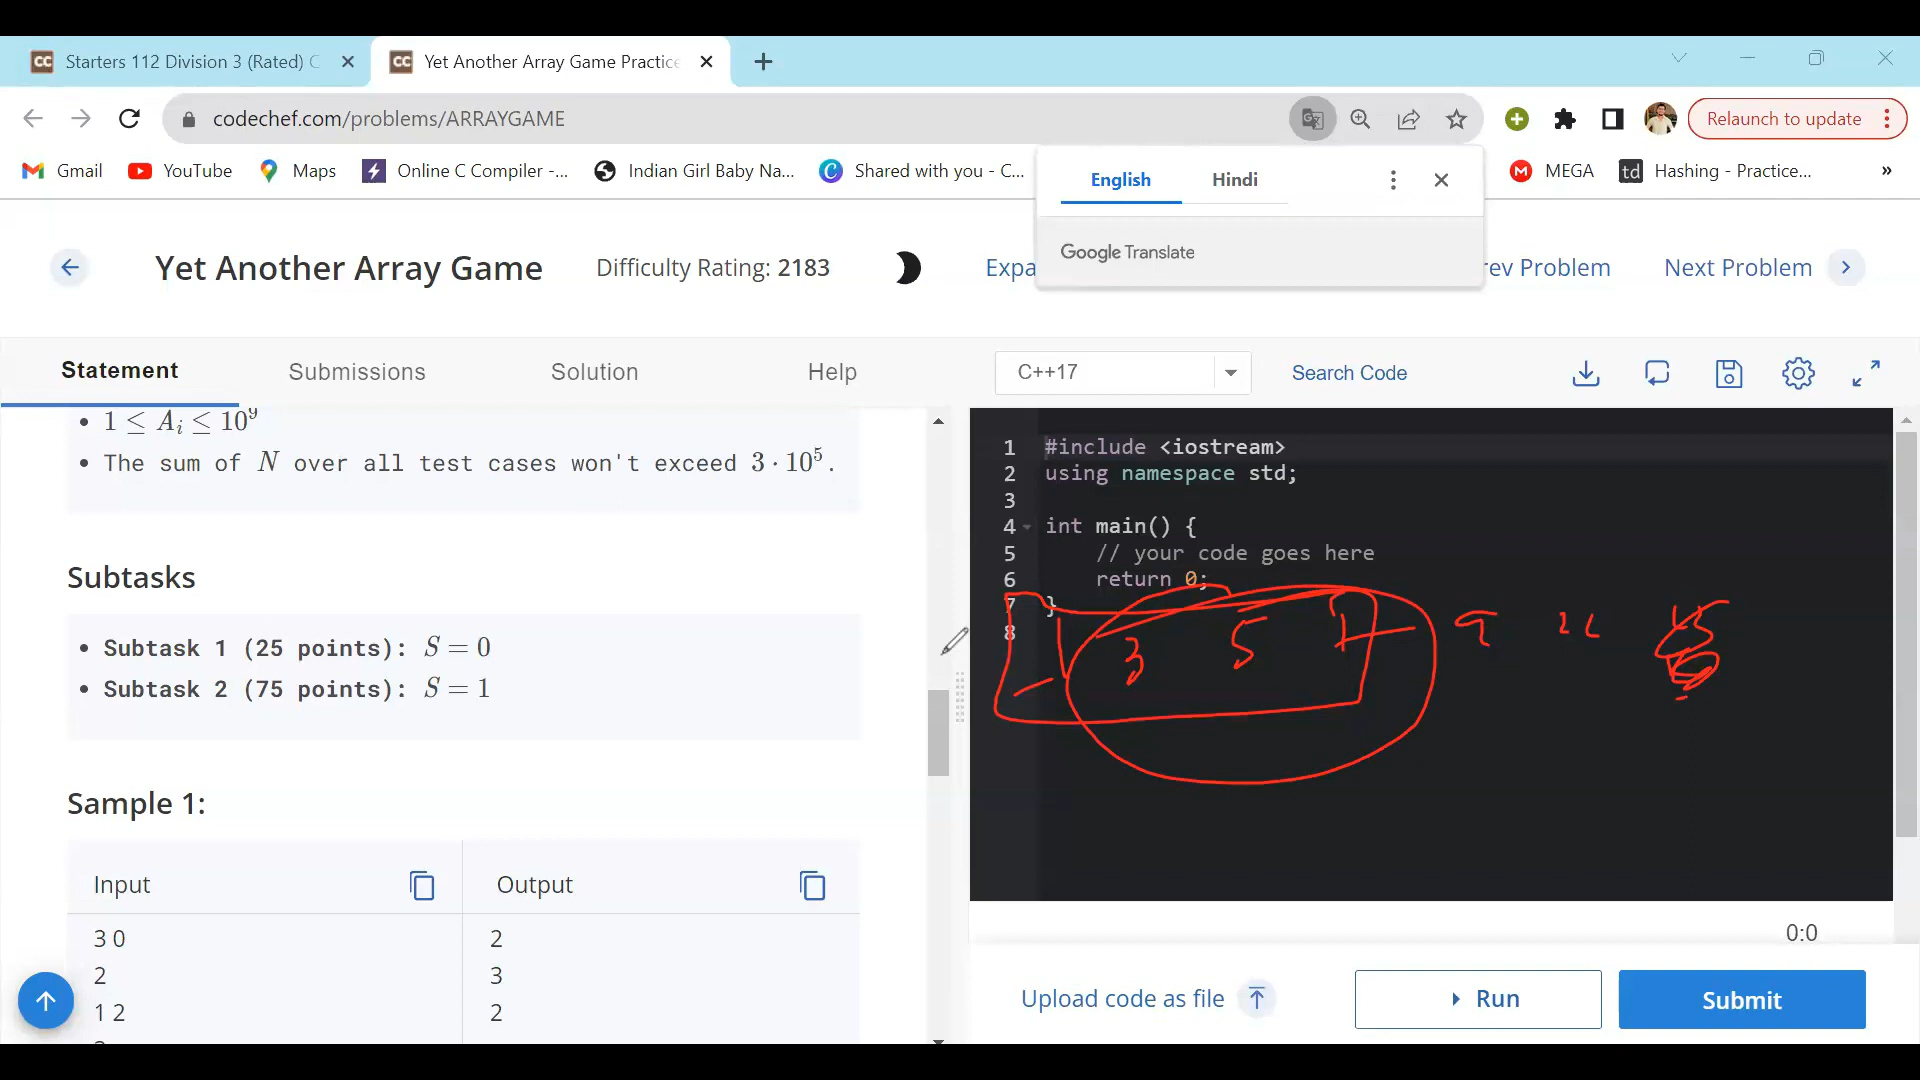 Starters 112 Division 3 (Rated) C
Yet Another Array Game Practice
codechef.com/problems/ARRAYGAME
Relaunch to update
Gmail
YouTube
Maps
Online C Compiler -...
Indian Girl Baby Na...
Shared with you - C...
MEGA
Hashing - Practice...
»
English
Hindi
Google Translate
Yet Another Array Game
Difficulty Rating: 2183
Expa
rev Problem
Next Problem
Statement
Submissions
Solution
Help
C++17
Search Code
• 1 ≤ A_i ≤ 10^9
• The sum of N over all test cases won't exceed 3 · 10^5.
Subtasks
• Subtask 1 (25 points): S = 0
• Subtask 2 (75 points): S = 1
Sample 1:
Input
Output
3 0
2
2
3
1 2
2
1 #include <iostream>
2 using namespace std;
3
4 int main() {
5 // your code goes here
6 return 0;
7 }
8
3 5 7 9
0:0
Upload code as file
Run
Submit